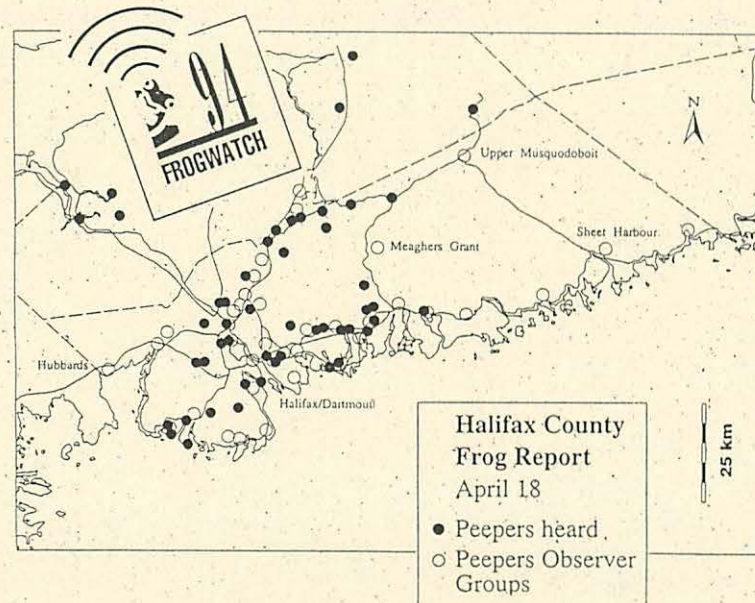 94
FROGWATCH
N
Upper Musquodoboit
Sheet Harbour
Meaghers Grant
Hubbards
Halifax/Dartmouth
Halifax County
Frog Report
April 18
● Peepers heard
○ Peepers Observer
Groups
25 km